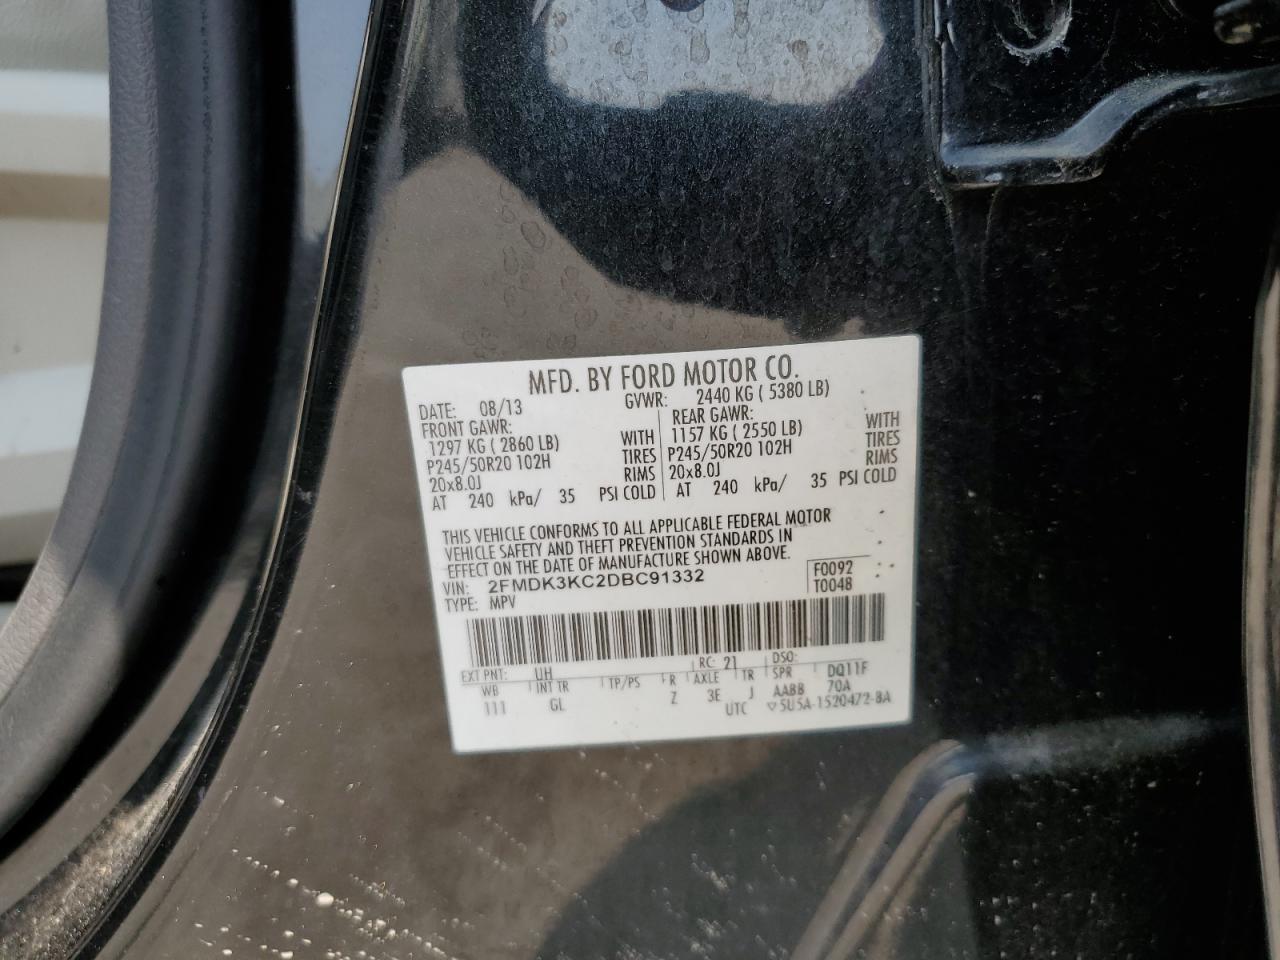 MFD. BY FORD MOTOR CO.
DATE: 08/13 GVWR: 2440 KG ( 5380 LB)
FRONT GAWR: REAR GAWR:
1297 KG ( 2860 LB) WITH 1157 KG ( 2550 LB) WITH
P245/50R20 102H TIRES P245/50R20 102H TIRES
20x8.0J RIMS 20x8.0J RIMS
AT 240 kPa/ 35 PSI COLD AT 240 kPa/ 35 PSI COLD
THIS VEHICLE CONFORMS TO ALL APPLICABLE FEDERAL MOTOR
VEHICLE SAFETY AND THEFT PREVENTION STANDARDS IN
EFFECT ON THE DATE OF MANUFACTURE SHOWN ABOVE.
VIN: 2FMDK3KC2DBC91332 F0092
TYPE: MPV T0048
EXT PNT: UH RC: 21 DSO:
WB INT TR TP/PS R AXLE TR SPR DQ11F
111 GL Z 3E J AABB 70A
UTC ▽5U5A-1520472-BA